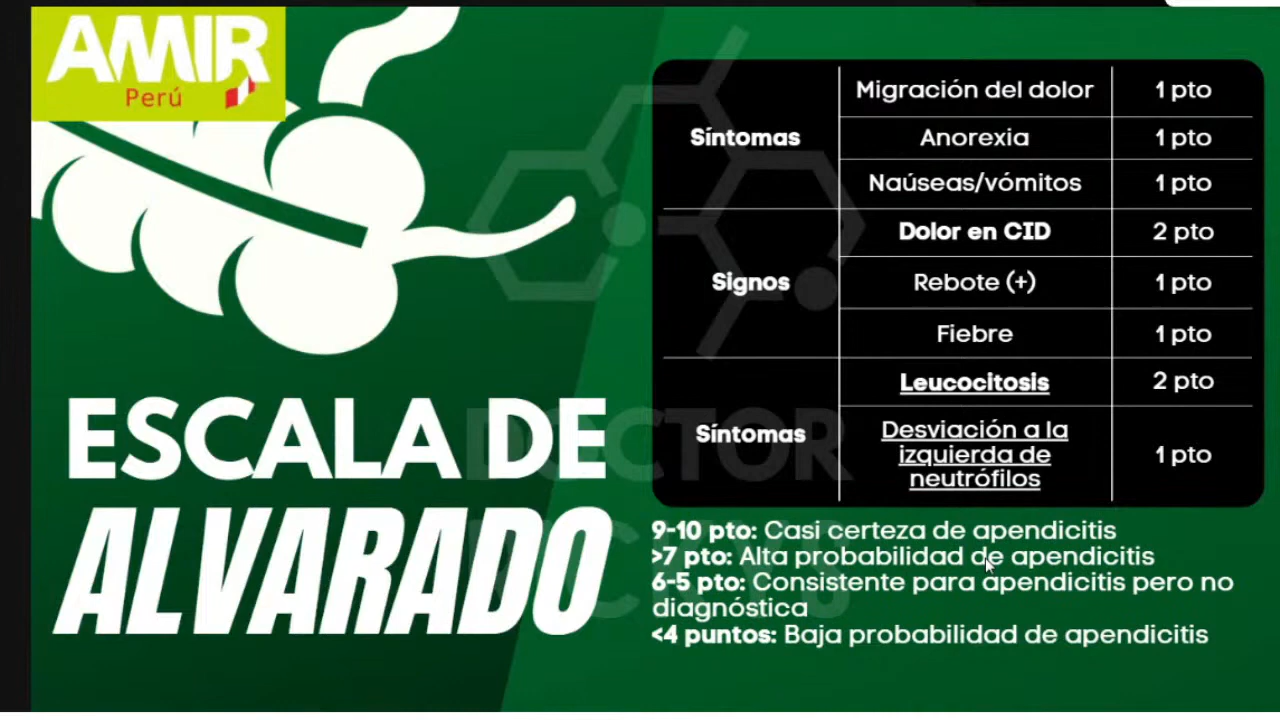 AMIR
Perú
ESCALA DE
ALVARADO
Síntomas
Migración del dolor 1 pto
Anorexia 1 pto
Naúseas/vómitos 1 pto
Signos
Dolor en CID 2 pto
Rebote (+) 1 pto
Fiebre 1 pto
Síntomas
Leucocitosis 2 pto
Desviación a la
izquierda de
neutrófilos
1 pto
9-10 pto: Casi certeza de apendicitis
>7 pto: Alta probabilidad de apendicitis
6-5 pto: Consistente para apendicitis pero no
diagnóstica
<4 puntos: Baja probabilidad de apendicitis
DOCTOR